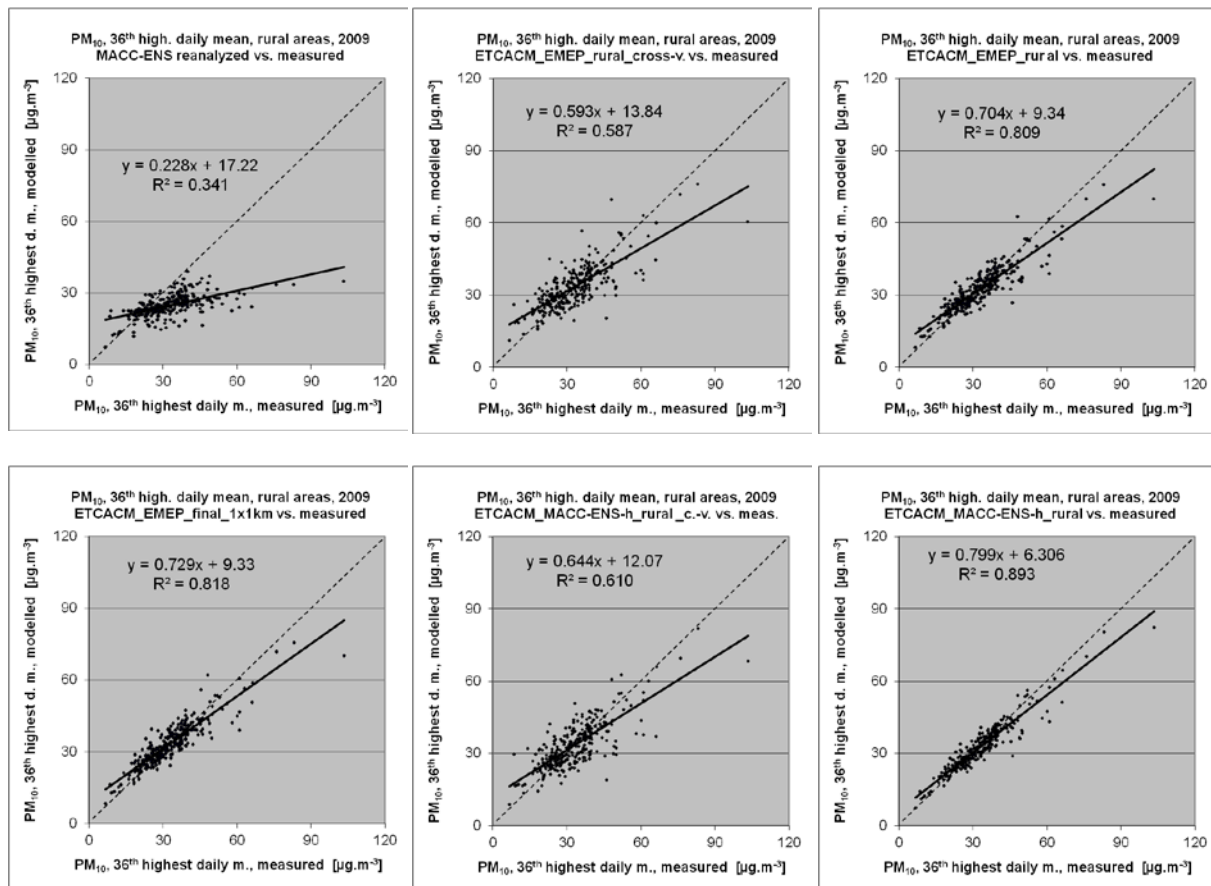 PM₁₀, 36ᵗʰ high. daily mean, rural areas, 2009
MACC-ENS reanalyzed vs. measured
PM₁₀, 36ᵗʰ highest d. m., modelled [µg.m⁻³]
120
90
60
30
0
y = 0.228x + 17.22
R² = 0.341
0 30 60 90 120
PM₁₀, 36ᵗʰ highest daily m., measured [µg.m⁻³]
PM₁₀, 36ᵗʰ high. daily mean, rural areas, 2009
ETCACM_EMEP_rural_cross-v. vs. measured
PM₁₀, 36ᵗʰ highest d. m., modelled [µg.m⁻³]
120
90
60
30
0
y = 0.593x + 13.84
R² = 0.587
0 30 60 90 120
PM₁₀, 36ᵗʰ highest daily m., measured [µg.m⁻³]
PM₁₀, 36ᵗʰ high. daily mean, rural areas, 2009
ETCACM_EMEP_rural vs. measured
PM₁₀, 36ᵗʰ highest d. m., modelled [µg.m⁻³]
120
90
60
30
0
y = 0.704x + 9.34
R² = 0.809
0 30 60 90 120
PM₁₀, 36ᵗʰ highest daily m., measured [µg.m⁻³]
PM₁₀, 36ᵗʰ high. daily mean, rural areas, 2009
ETCACM_EMEP_final_1x1km vs. measured
PM₁₀, 36ᵗʰ highest d. m., modelled [µg.m⁻³]
120
90
60
30
0
y = 0.729x + 9.33
R² = 0.818
0 30 60 90 120
PM₁₀, 36ᵗʰ highest daily m., measured [µg.m⁻³]
PM₁₀, 36ᵗʰ high. daily mean, rural areas, 2009
ETCACM_MACC-ENS-h_rural _c.-v. vs. meas.
PM₁₀, 36ᵗʰ highest d. m., modelled [µg.m⁻³]
120
90
60
30
0
y = 0.644x + 12.07
R² = 0.610
0 30 60 90 120
PM₁₀, 36ᵗʰ highest daily m., measured [µg.m⁻³]
PM₁₀, 36ᵗʰ high. daily mean, rural areas, 2009
ETCACM_MACC-ENS-h_rural vs. measured
PM₁₀, 36ᵗʰ highest d. m., modelled [µg.m⁻³]
120
90
60
30
0
y = 0.799x + 6.306
R² = 0.893
0 30 60 90 120
PM₁₀, 36ᵗʰ highest daily m., measured [µg.m⁻³]